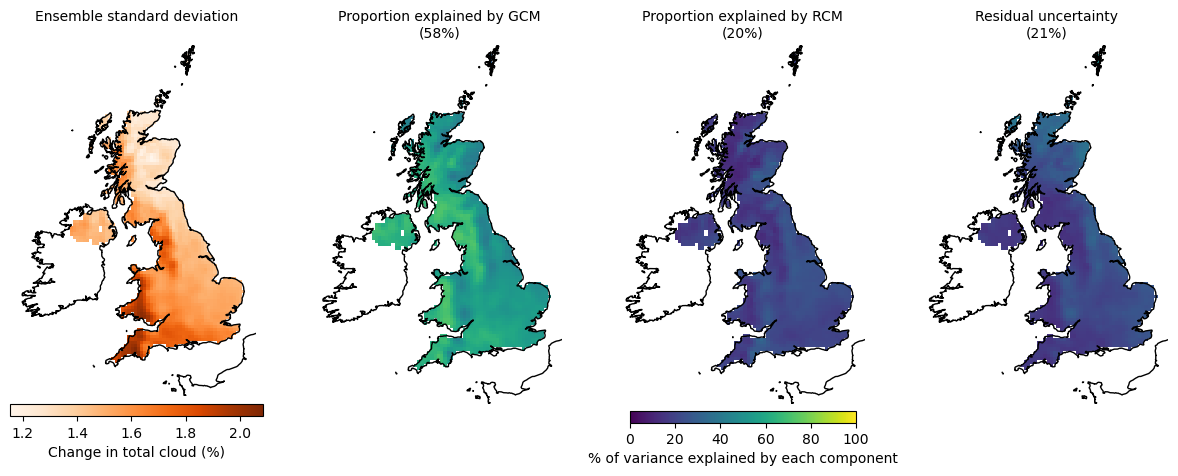 Ensemble standard deviation
Proportion explained by GCM
(58%)
Proportion explained by RCM
(20%)
Residual uncertainty
(21%)
1.2 1.4 1.6 1.8 2.0
Change in total cloud (%)
0 20 40 60 80 100
% of variance explained by each component